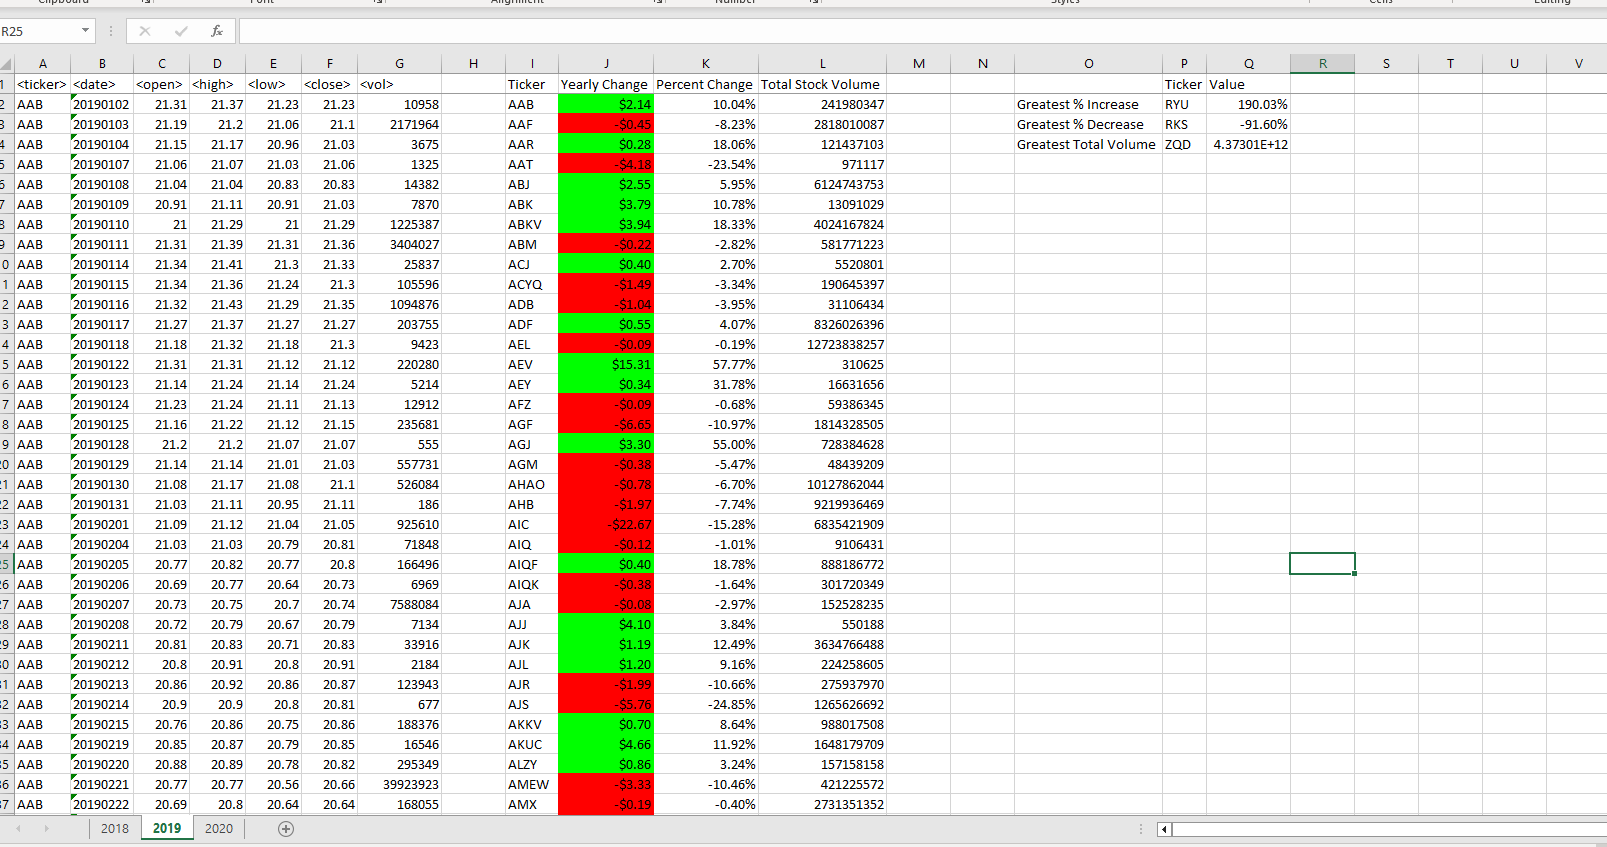 Clipboard Font Alignment Number Styles Cells Editing
R25 fx
A B C D E F G H I J K L M N O P Q R S T U V
1 <ticker> <date> <open> <high> <low> <close> <vol> Ticker Yearly Change Percent Change Total Stock Volume Ticker Value
2 AAB 20190102 21.31 21.37 21.23 21.23 10958 AAB $2.14 10.04% 241980347 Greatest % Increase RYU 190.03%
3 AAB 20190103 21.19 21.2 21.06 21.1 2171964 AAF -$0.45 -8.23% 2818010087 Greatest % Decrease RKS -91.60%
4 AAB 20190104 21.15 21.17 20.96 21.03 3675 AAR $0.28 18.06% 121437103 Greatest Total Volume ZQD 4.37301E+12
5 AAB 20190107 21.06 21.07 21.03 21.06 1325 AAT -$4.18 -23.54% 971117
6 AAB 20190108 21.04 21.04 20.83 20.83 14382 ABJ $2.55 5.95% 6124743753
7 AAB 20190109 20.91 21.11 20.91 21.03 7870 ABK $3.79 10.78% 13091029
8 AAB 20190110 21 21.29 21 21.29 1225387 ABKV $3.94 18.33% 4024167824
9 AAB 20190111 21.31 21.39 21.31 21.36 3404027 ABM -$0.22 -2.82% 581771223
0 AAB 20190114 21.34 21.41 21.3 21.33 25837 ACJ $0.40 2.70% 5520801
1 AAB 20190115 21.34 21.36 21.24 21.3 105596 ACYQ -$1.49 -3.34% 190645397
2 AAB 20190116 21.32 21.43 21.29 21.35 1094876 ADB -$1.04 -3.95% 31106434
3 AAB 20190117 21.27 21.37 21.27 21.27 203755 ADF $0.55 4.07% 8326026396
4 AAB 20190118 21.18 21.32 21.18 21.3 9423 AEL -$0.09 -0.19% 12723838257
5 AAB 20190122 21.31 21.31 21.12 21.12 220280 AEV $15.31 57.77% 310625
6 AAB 20190123 21.14 21.24 21.14 21.24 5214 AEY $0.34 31.78% 16631656
7 AAB 20190124 21.23 21.24 21.11 21.13 12912 AFZ -$0.09 -0.68% 59386345
8 AAB 20190125 21.16 21.22 21.12 21.15 235681 AGF -$6.65 -10.97% 1814328505
9 AAB 20190128 21.2 21.2 21.07 21.07 555 AGJ $3.30 55.00% 728384628
20 AAB 20190129 21.14 21.14 21.01 21.03 557731 AGM -$0.38 -5.47% 48439209
21 AAB 20190130 21.08 21.17 21.08 21.1 526084 AHAO -$0.78 -6.70% 10127862044
22 AAB 20190131 21.03 21.11 20.95 21.11 186 AHB -$1.97 -7.74% 9219936469
23 AAB 20190201 21.09 21.12 21.04 21.05 925610 AIC -$22.67 -15.28% 6835421909
24 AAB 20190204 21.03 21.03 20.79 20.81 71848 AIQ -$0.12 -1.01% 9106431
25 AAB 20190205 20.77 20.82 20.77 20.8 166496 AIQF $0.40 18.78% 888186772
26 AAB 20190206 20.69 20.77 20.64 20.73 6969 AIQK -$0.38 -1.64% 301720349
27 AAB 20190207 20.73 20.75 20.7 20.74 7588084 AJA -$0.08 -2.97% 152528235
28 AAB 20190208 20.72 20.79 20.67 20.79 7134 AJJ $4.10 3.84% 550188
29 AAB 20190211 20.81 20.83 20.71 20.83 33916 AJK $1.19 12.49% 3634766488
30 AAB 20190212 20.8 20.91 20.8 20.91 2184 AJL $1.20 9.16% 224258605
31 AAB 20190213 20.86 20.92 20.86 20.87 123943 AJR -$1.99 -10.66% 275937970
32 AAB 20190214 20.9 20.9 20.8 20.81 677 AJS -$5.76 -24.85% 1265626692
33 AAB 20190215 20.76 20.86 20.75 20.86 188376 AKKV $0.70 8.64% 988017508
34 AAB 20190219 20.85 20.87 20.79 20.85 16546 AKUC $4.66 11.92% 1648179709
35 AAB 20190220 20.88 20.89 20.78 20.82 295349 ALZY $0.86 3.24% 157158158
36 AAB 20190221 20.77 20.77 20.56 20.66 39923923 AMEW -$3.33 -10.46% 421225572
37 AAB 20190222 20.69 20.8 20.64 20.64 168055 AMX -$0.19 -0.40% 2731351352
2018 2019 2020